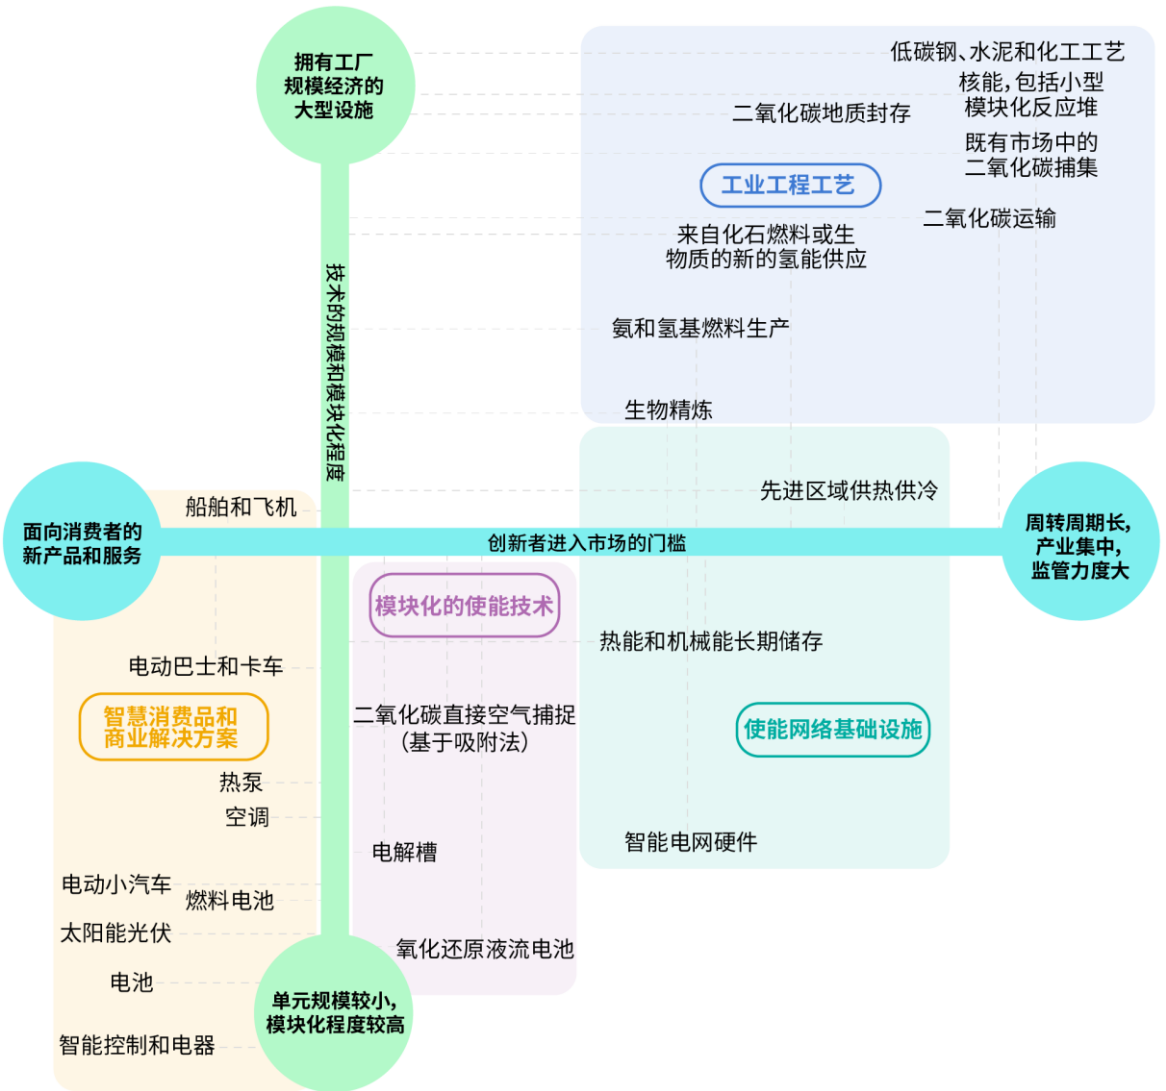 拥有工厂
规模经济的
大型设施
低碳钢、水泥和化工工艺
核能，包括小型
模块化反应堆
二氧化碳地质封存
既有市场中的
二氧化碳捕集
工业工程工艺
二氧化碳运输
来自化石燃料或生
物质的新的氢能供应
技术的规模和模块化程度
氨和氢基燃料生产
生物精炼
先进区域供热供冷
船舶和飞机
面向消费者的
新产品和服务
创新者进入市场的门槛
周转周期长，
产业集中，
监管力度大
模块化的使能技术
热能和机械能长期储存
电动巴士和卡车
智慧消费品和
商业解决方案
二氧化碳直接空气捕捉
（基于吸附法）
使能网络基础设施
热泵
空调
电解槽
智能电网硬件
电动小汽车
燃料电池
太阳能光伏
氧化还原液流电池
电池
单元规模较小，
模块化程度较高
智能控制和电器